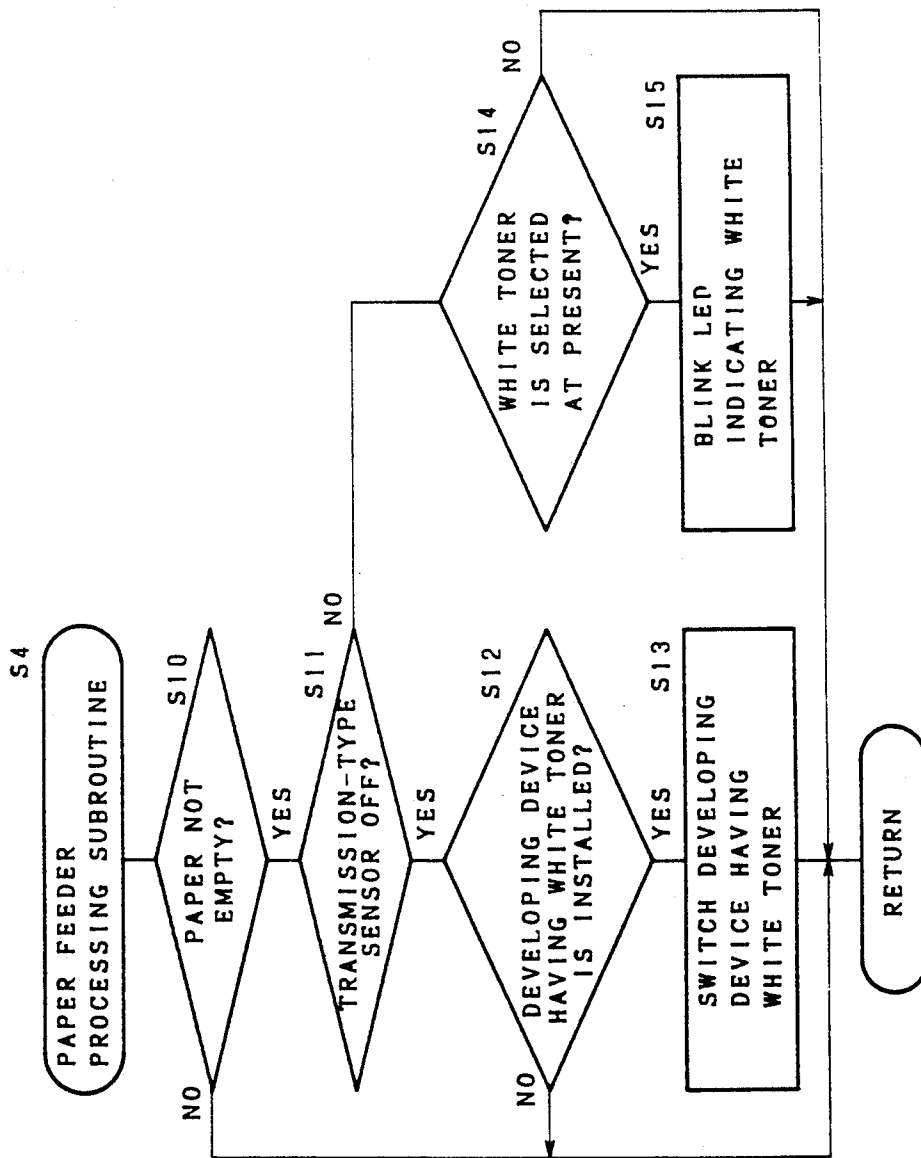 S4
PAPER FEEDER
PROCESSING SUBROUTINE
S10
PAPER NOT
EMPTY?
NO
YES
S11
TRANSMISSION-TYPE
SENSOR OFF?
NO
YES
S12
DEVELOPING DEVICE
HAVING WHITE TONER
IS INSTALLED?
NO
YES
S13
SWITCH DEVELOPING
DEVICE HAVING
WHITE TONER
S14
WHITE TONER
IS SELECTED
AT PRESENT?
NO
YES
S15
BLINK LED
INDICATING WHITE
TONER
RETURN